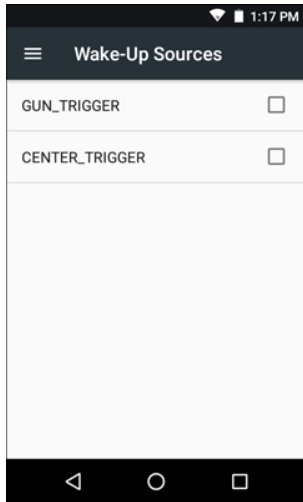 1:17 PM
Wake-Up Sources
GUN_TRIGGER
CENTER_TRIGGER